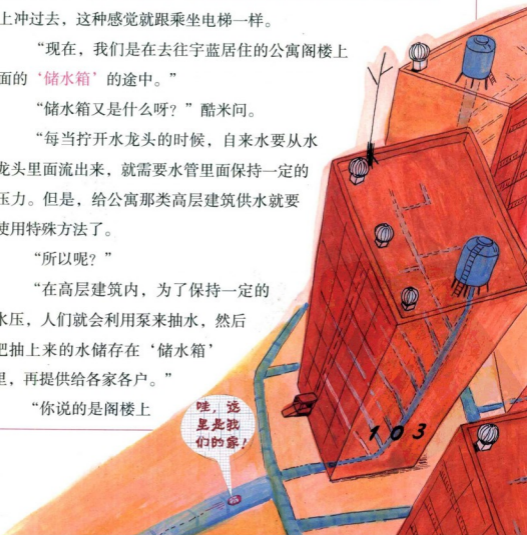 上冲过去，这种感觉就跟乘坐电梯一样。
“现在，我们是在去往宇蓝居住的公寓阁楼上
面的‘储水箱’的途中。”
“储水箱又是什么呀？”酷米问。
“每当拧开水龙头的时候，自来水要从水
龙头里面流出来，就需要水管里面保持一定的
压力。但是，给公寓那类高层建筑供水就要
使用特殊方法了。
“所以呢？”
“在高层建筑内，为了保持一定的
水压，人们就会利用泵来抽水，然后
把抽上来的水储存在‘储水箱’
里，再提供给各家各户。”
“你说的是阁楼上
哇，这
里是我
们的家！
103